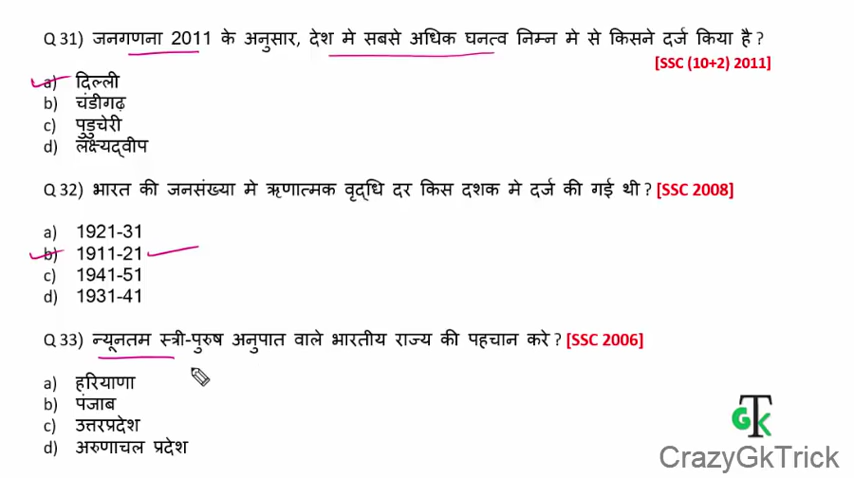 Q 31) जनगणना 2011 के अनुसार, देश मे सबसे अधिक घनत्व निम्न मे से किसने दर्ज किया है ?
[SSC (10+2) 2011]
a) दिल्ली
b) चंडीगढ़
c) पुडुचेरी
d) लक्ष्यद्वीप
Q 32) भारत की जनसंख्या मे ऋणात्मक वृद्धि दर किस दशक मे दर्ज की गई थी ? [SSC 2008]
a) 1921-31
b) 1911-21
c) 1941-51
d) 1931-41
Q 33) न्यूनतम स्त्री-पुरुष अनुपात वाले भारतीय राज्य की पहचान करे ? [SSC 2006]
a) हरियाणा
b) पंजाब
c) उत्तरप्रदेश
d) अरुणाचल प्रदेश
GTK
CrazyGkTrick